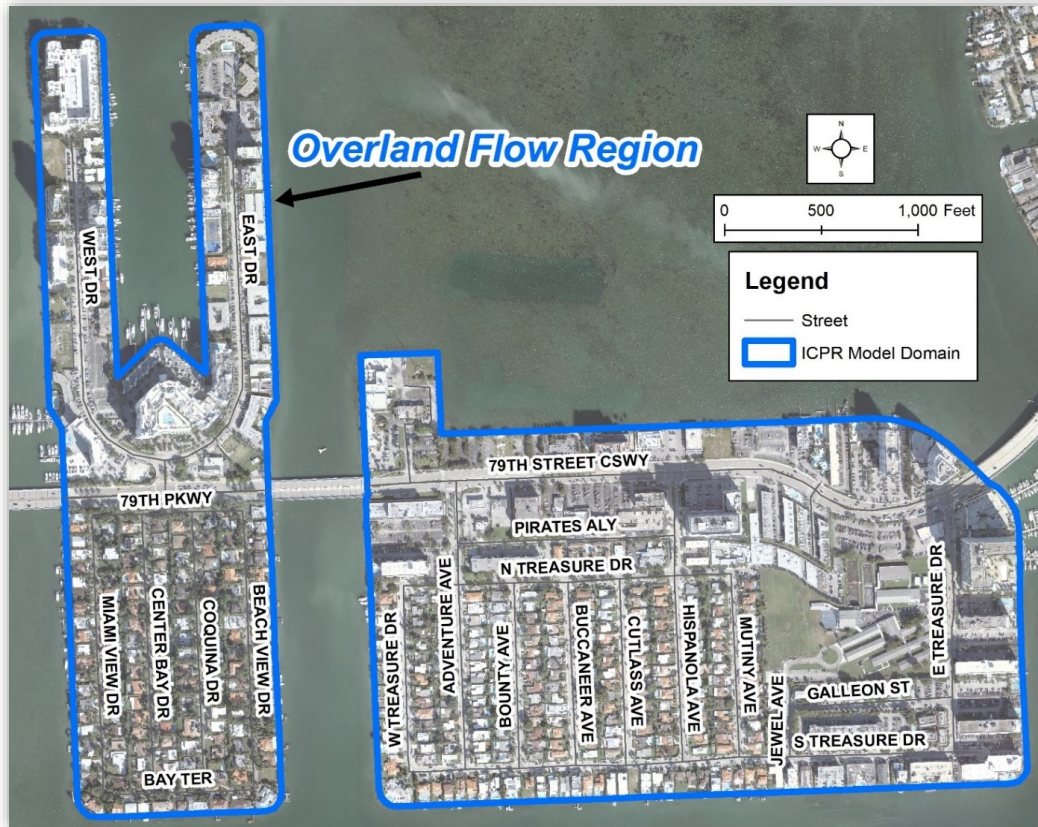 Overland Flow Region
N
W
E
S
0 500 1,000 Feet
Legend
Street
ICPR Model Domain
WEST DR
EAST DR
79TH STREET CSWY
79TH PKWY
PIRATES ALY
N TREASURE DR
MIAMI VIEW DR
CENTER BAY DR
COQUINA DR
BEACH VIEW DR
W TREASURE DR
ADVENTURE AVE
BOUNTY AVE
BUCCANEER AVE
CUTLASS AVE
HISPANOLA AVE
MUTINY AVE
JEWEL AVE
E TREASURE DR
GALLEON ST
S TREASURE DR
BAY TER